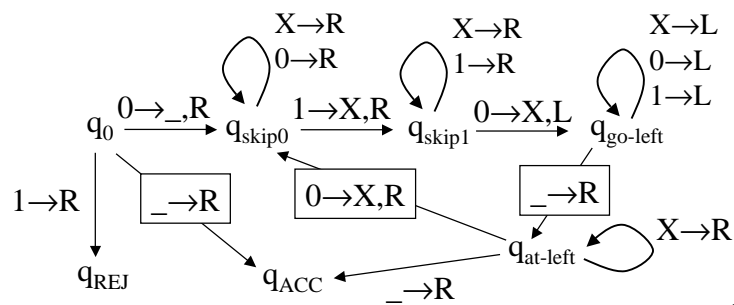 X→R X→R X→L
0→R 1→R 0→L
1→L
q0 0→_,R qskip0 1→X,R qskip1 0→X,L qgo-left
1→R _→R 0→X,R _→R
X→R
qREJ qACC qat-left
_→R